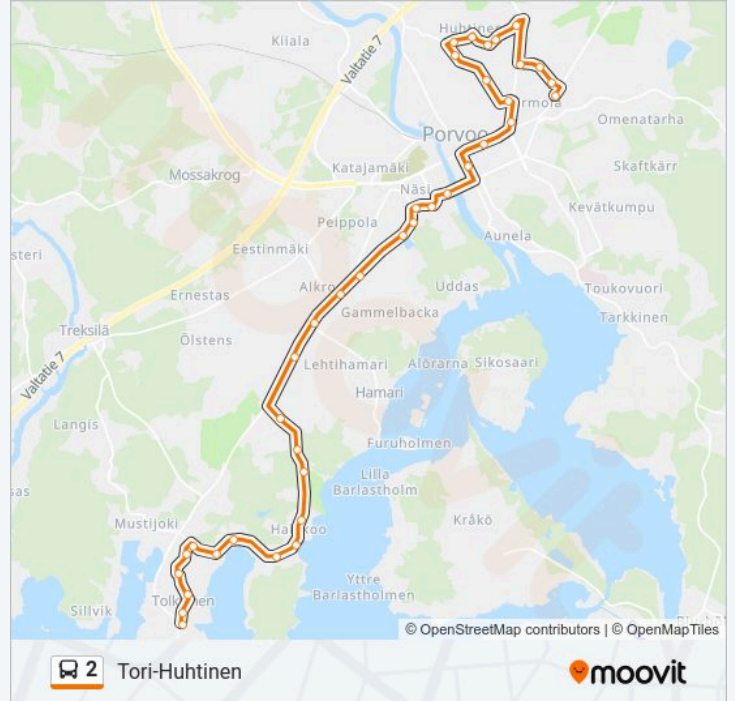 Huhtinen
Kilala
Valtatie 7
Omenatarha
Porvoo
Katajamäki
Skaftkärr
Mossakrog
Näsi
Kevätkumpu
Peippola
Aunela
Eestinmäki
Alkro
Uddas
Toukovuori
Ernestas
Gammelbacka
Tarkkinen
Treksilä
Ölstens
Lehtihamari
Alörarna
Sikosaari
Valtatie 7
Hamari
Langis
Furuholmen
Lilla
Barlastholm
Mustijoki
Kråkö
Yttre
Barlastholmen
Sillvik
© OpenStreetMap contributors | © OpenMapTiles
2 Tori-Huhtinen
moovit